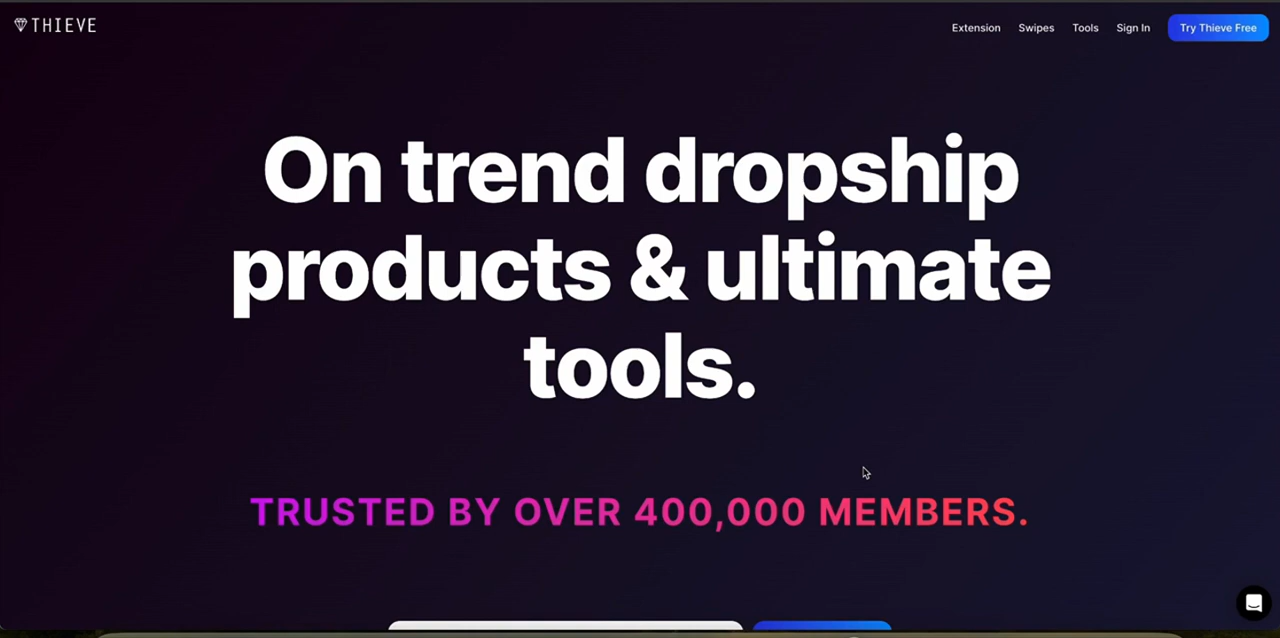 THIEVE
Extension
Swipes
Tools
Sign In
Try Thieve Free
On trend dropship
products & ultimate
tools.
TRUSTED BY OVER 400,000 MEMBERS.